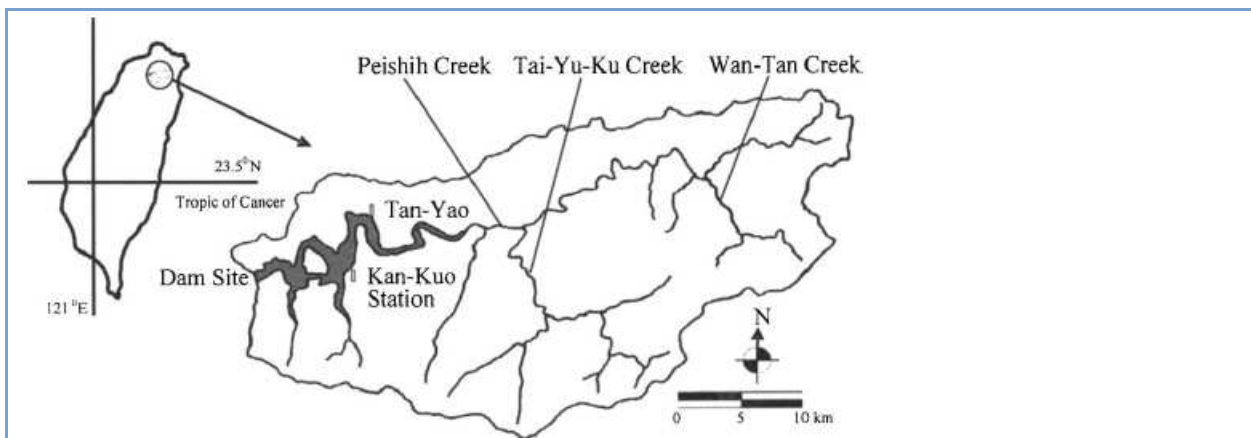 Peishih Creek
Tai-Yu-Ku Creek
Wan-Tan Creek
23.5°N
Tropic of Cancer
Tan-Yao
Dam Site
Kan-Kuo
Station
121°E
N
0 5 10 km